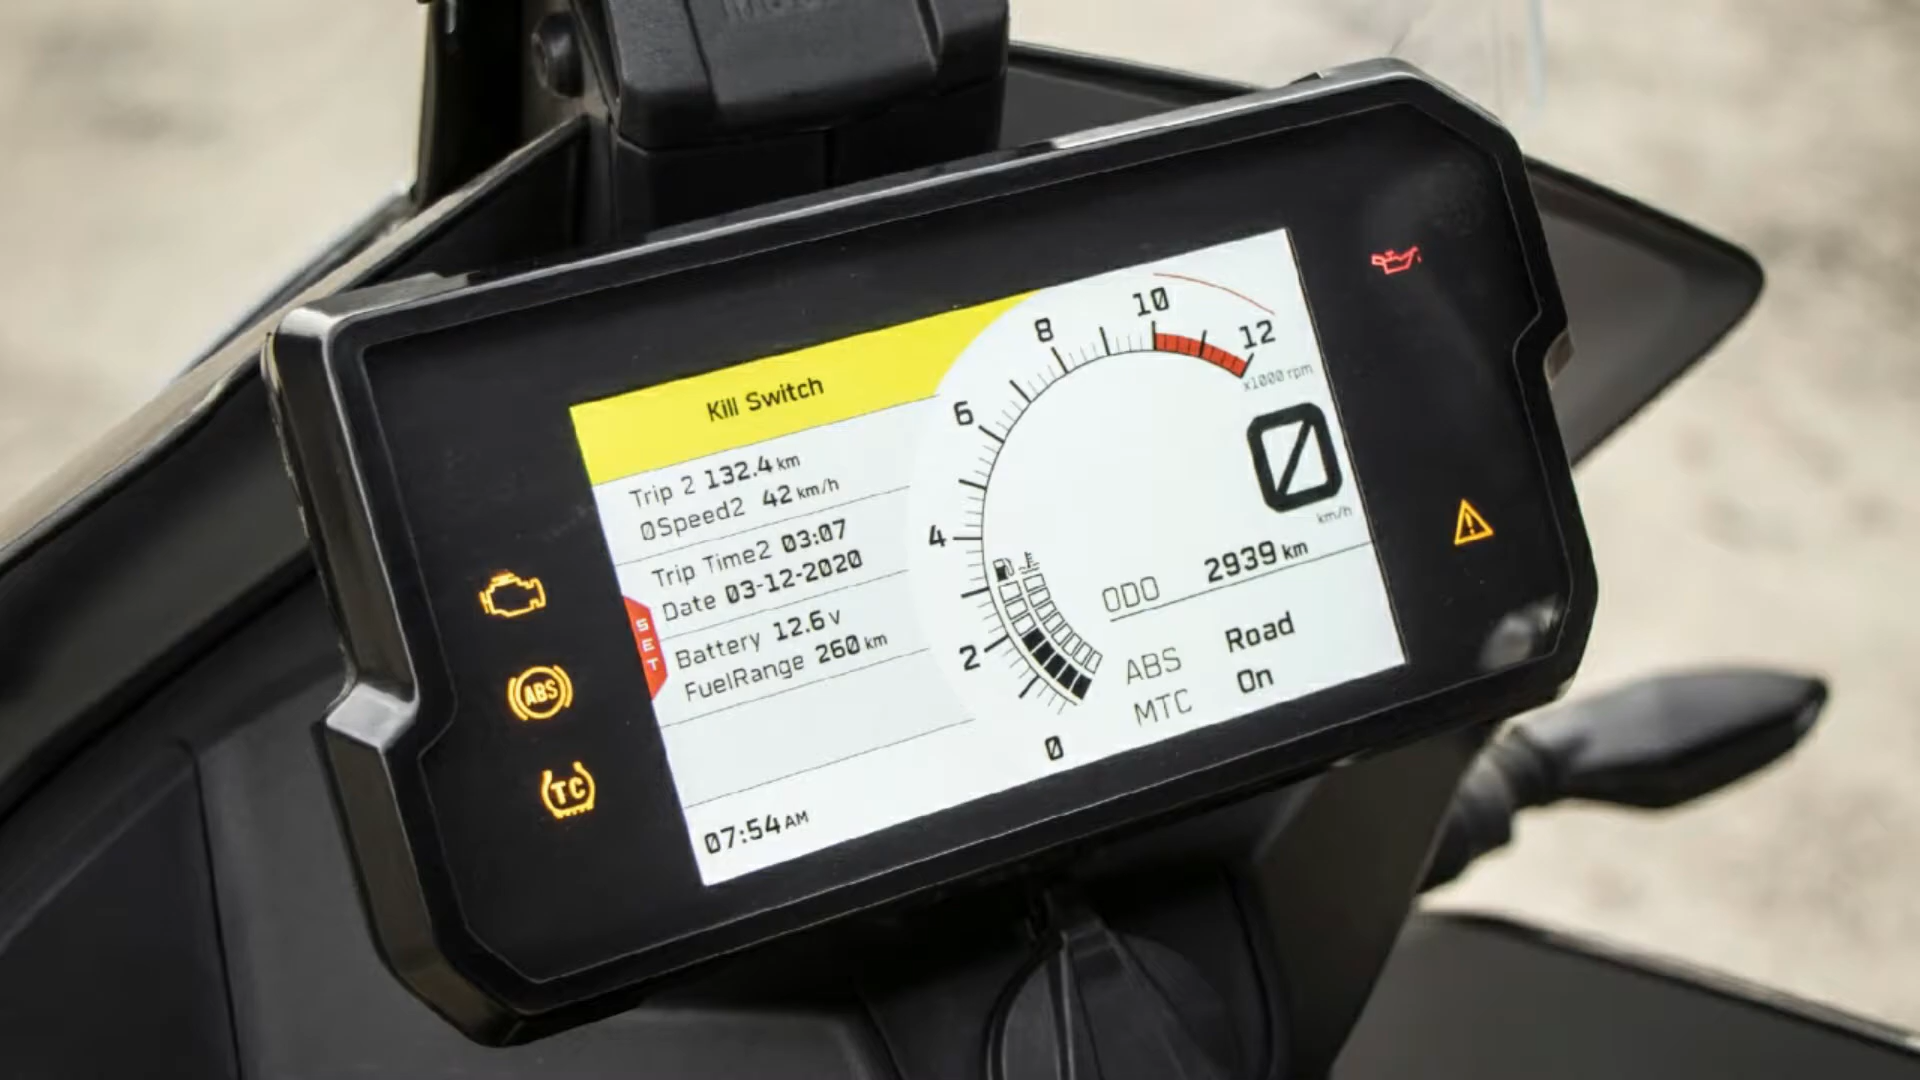 Kill Switch
Trip 2 132.4 km
ØSpeed2 42 km/h
Trip Time2 03:07
Date 03-12-2020
Battery 12.6 v
FuelRange 260 km
SET
07:54 AM
0
2
4
6
8
10
12
x1000 rpm
0
km/h
ODO 2939 km
ABS Road
MTC On
ABS
TC